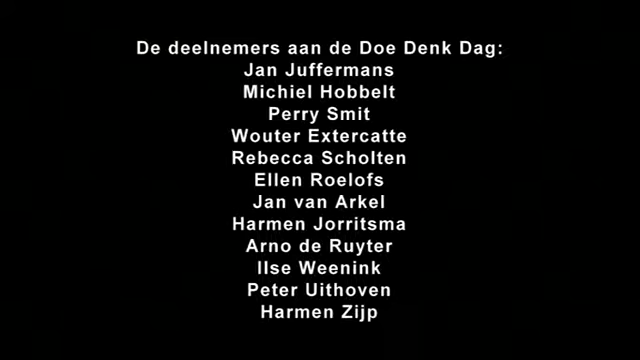 De deelnemers aan de Doe Denk Dag:
Jan Juffermans
Michiel Hobbelt
Perry Smit
Wouter Extercatte
Rebecca Scholten
Ellen Roelofs
Jan van Arkel
Harmen Jorritsma
Arno de Ruyter
Ilse Weenink
Peter Uithoven
Harmen Zijp